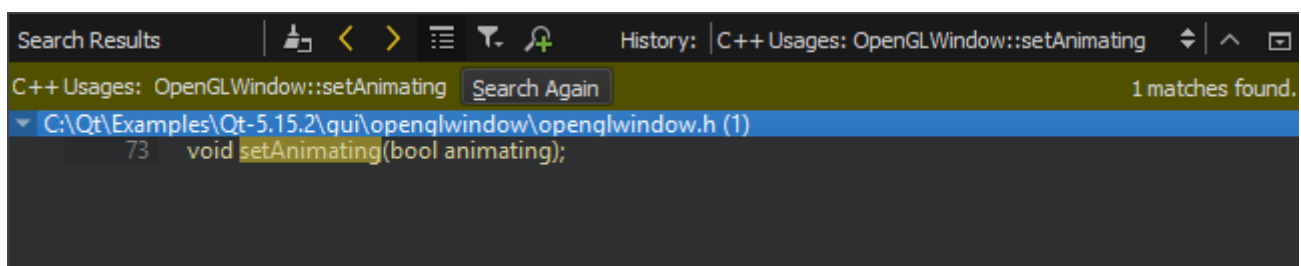 Search Results History: C++ Usages: OpenGLWindow::setAnimating
C++ Usages: OpenGLWindow::setAnimating Search Again 1 matches found.
C:\Qt\Examples\Qt-5.15.2\gui\openglwindow\openglwindow.h (1)
73 void setAnimating(bool animating);